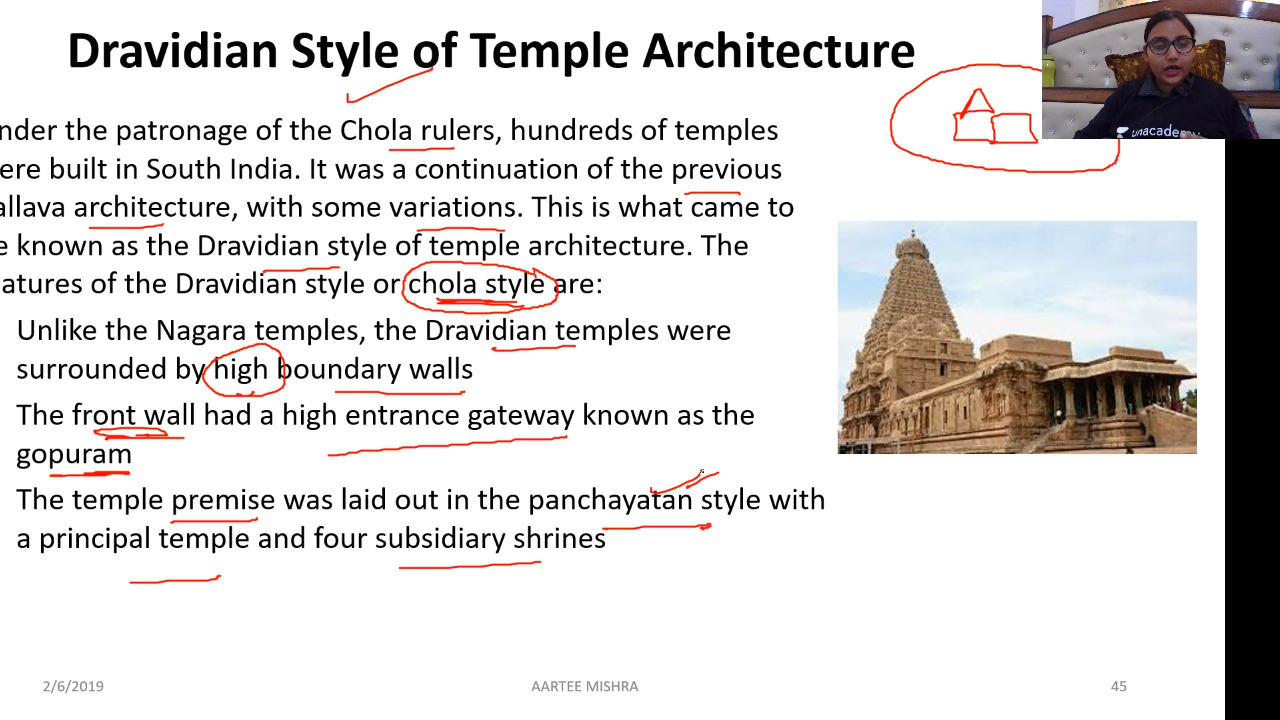 Dravidian Style of Temple Architecture
nder the patronage of the Chola rulers, hundreds of temples
ere built in South India. It was a continuation of the previous
allava architecture, with some variations. This is what came to
e known as the Dravidian style of temple architecture. The
atures of the Dravidian style or chola style are:
Unlike the Nagara temples, the Dravidian temples were
surrounded by high boundary walls
The front wall had a high entrance gateway known as the
gopuram
The temple premise was laid out in the panchayatan style with
a principal temple and four subsidiary shrines
unacademy
2/6/2019
AARTEE MISHRA
45